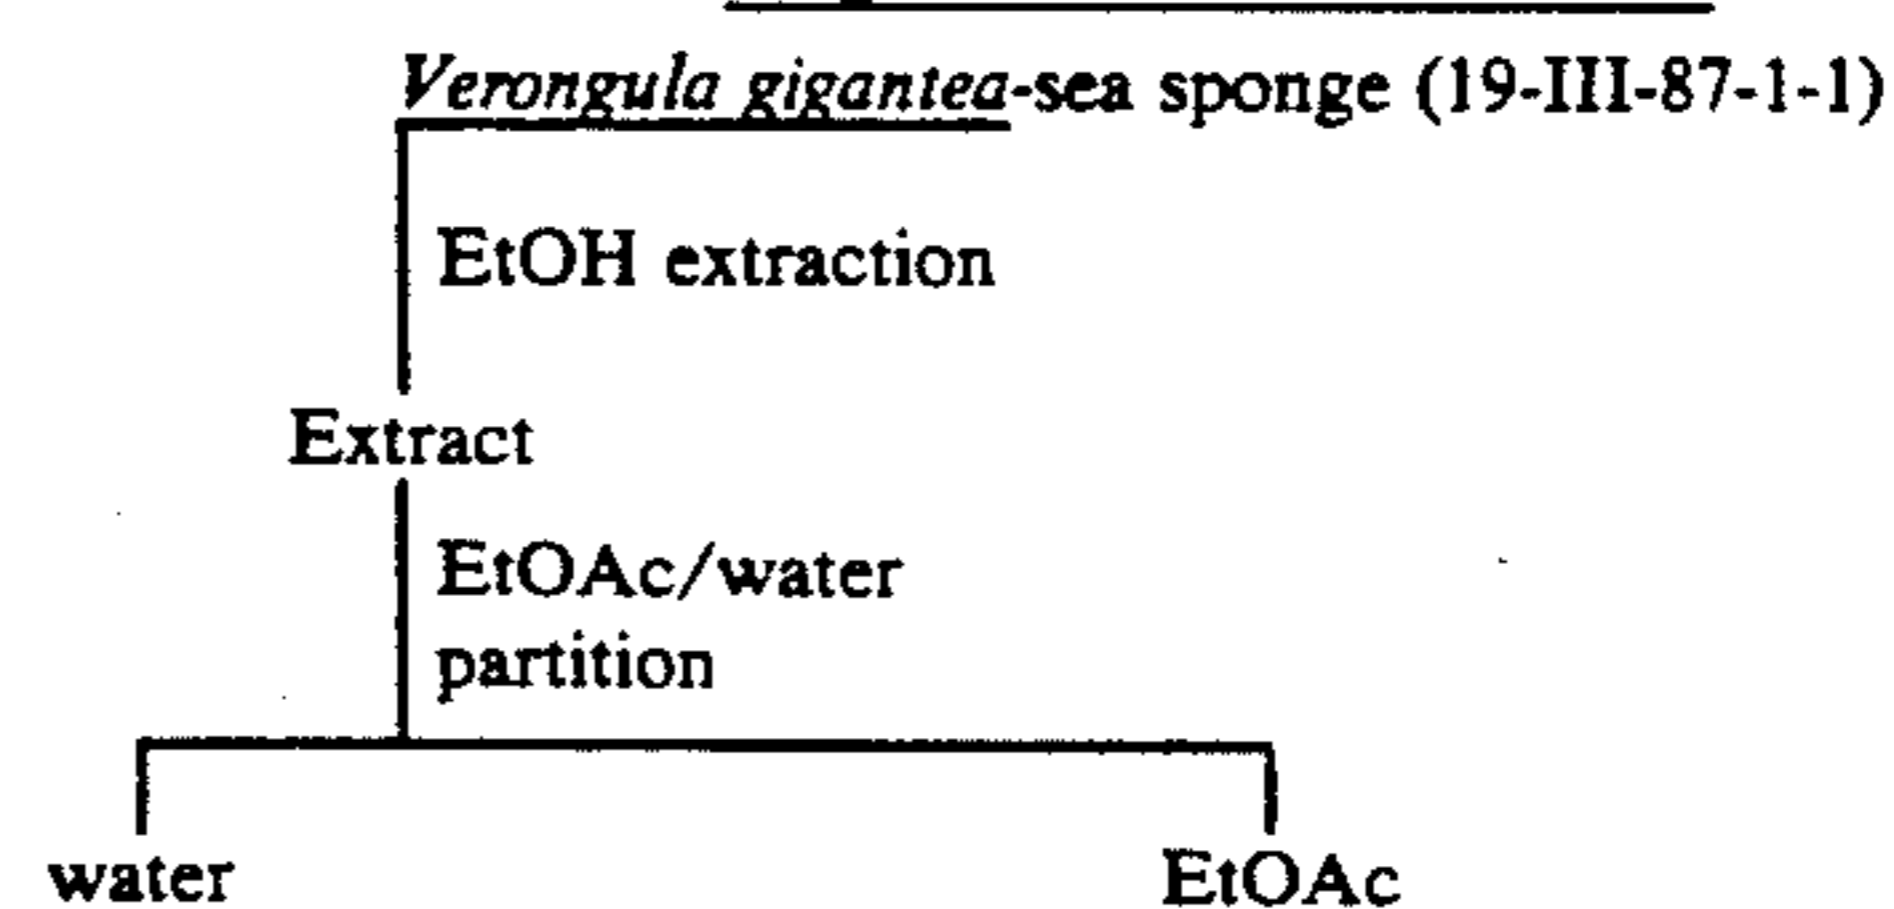 Verongula gigantea-sea sponge (19-III-87-1-1)
EtOH extraction
Extract
EtOAc/water
partition
water
EtOAc